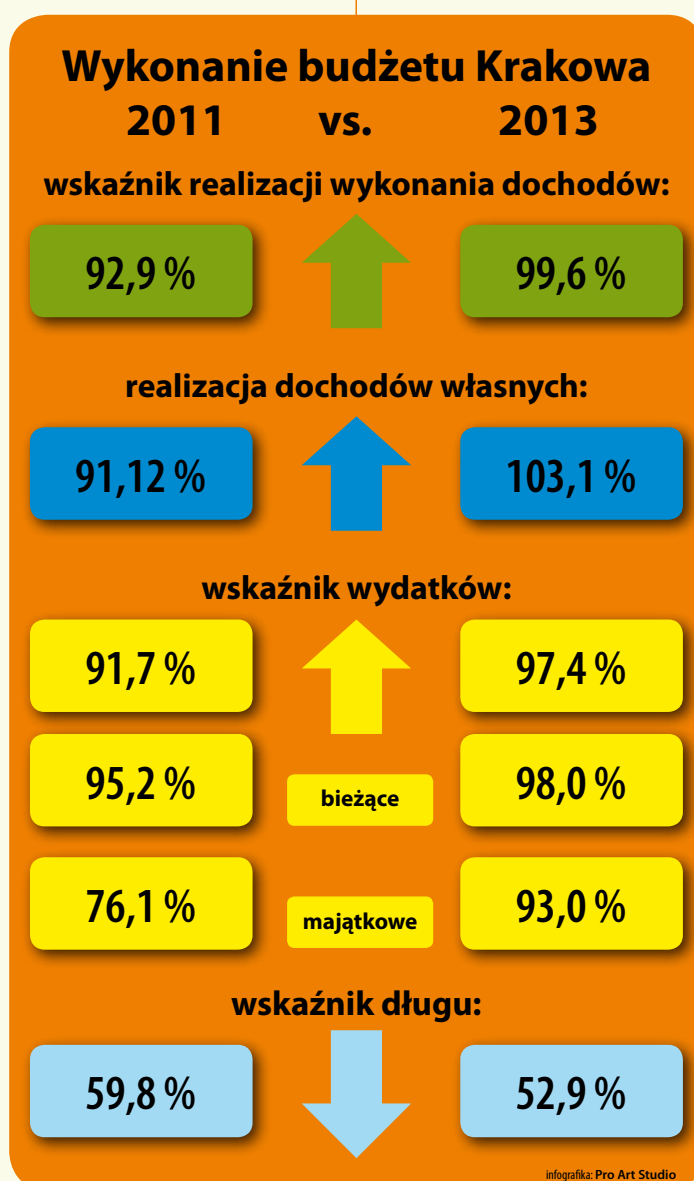 Wykonanie budżetu Krakowa
2011 vs. 2013
wskaźnik realizacji wykonania dochodów:
92,9 % 99,6 %
realizacja dochodów własnych:
91,12 % 103,1 %
wskaźnik wydatków:
91,7 % 97,4 %
95,2 % bieżące 98,0 %
76,1 % majątkowe 93,0 %
wskaźnik długu:
59,8 % 52,9 %
infografika: Pro Art Studio